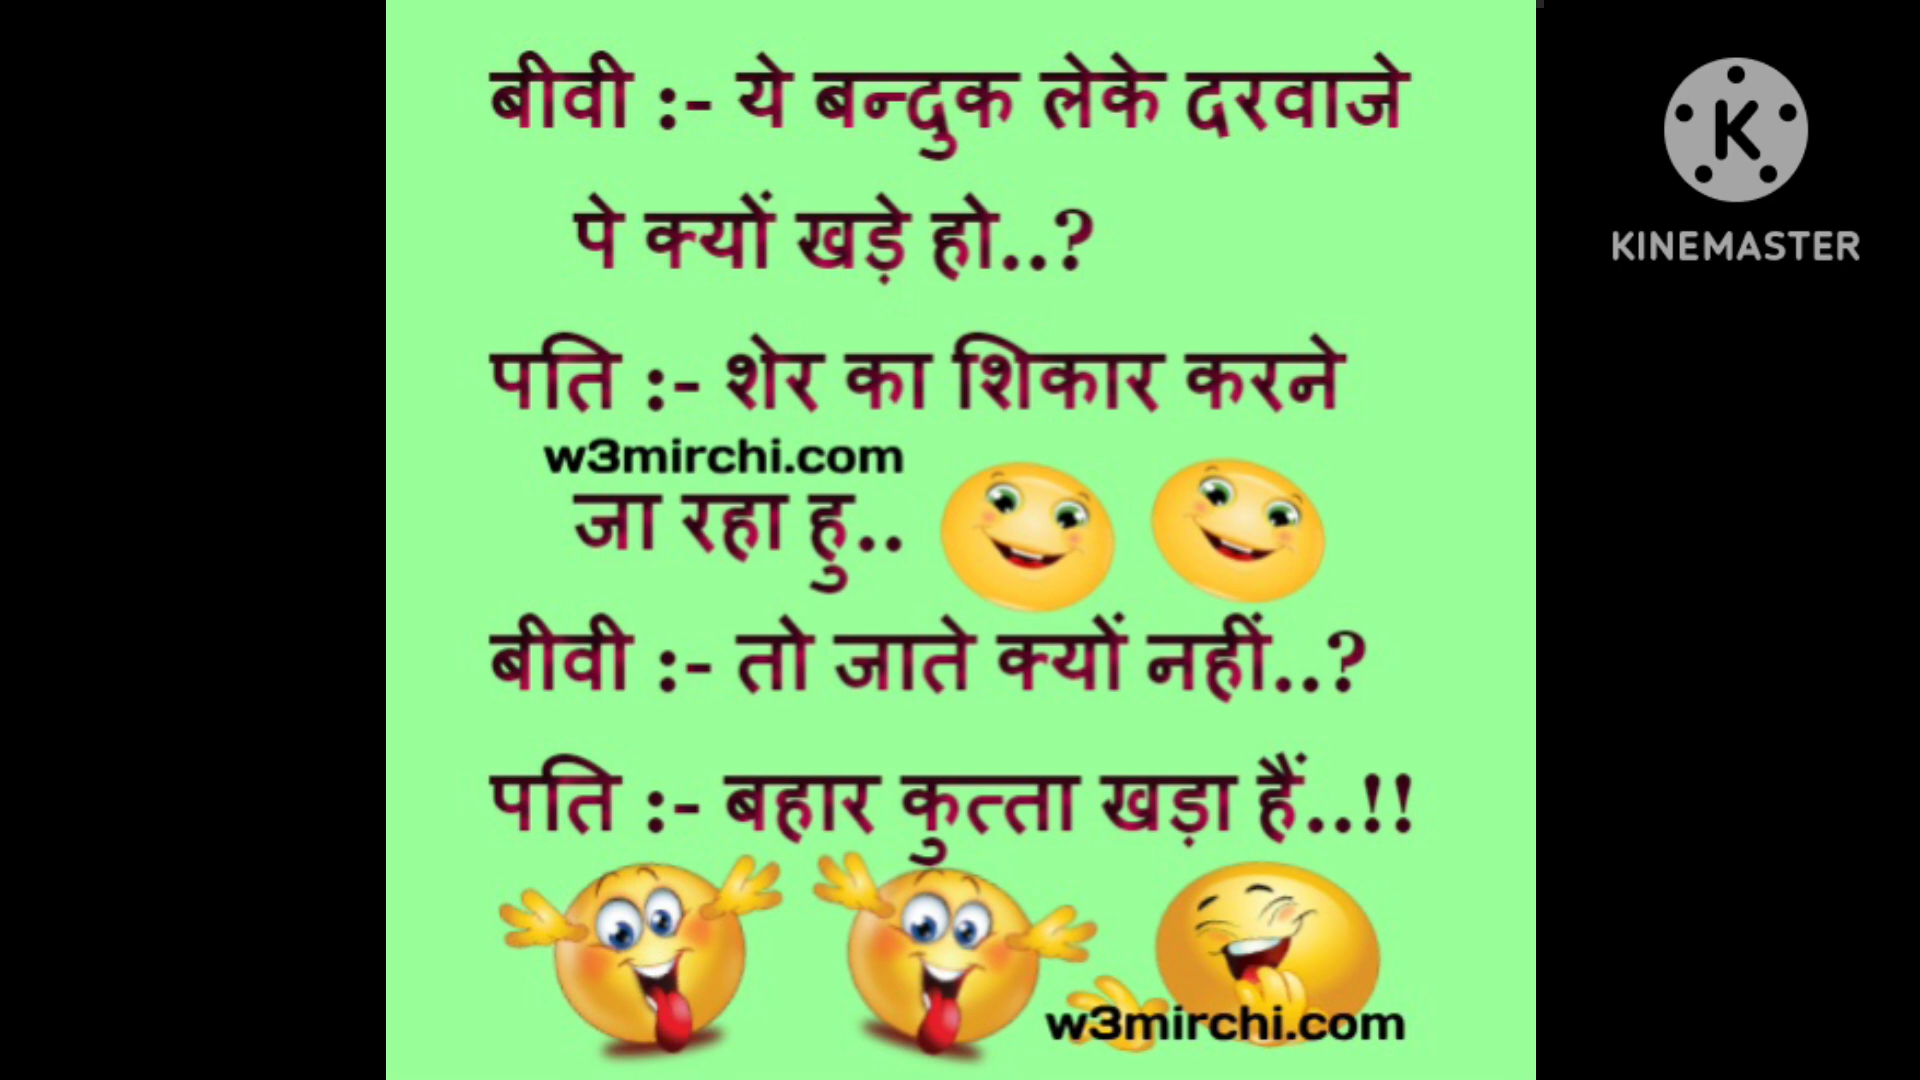 बीवी :- ये बन्दुक लेके दरवाजे
पे क्यों खड़े हो..?
पति :- शेर का शिकार करने
w3mirchi.com
जा रहा हु..
बीवी :- तो जाते क्यों नहीं..?
पति :- बहार कुत्ता खड़ा हैं..!!
w3mirchi.com
K
KINEMASTER